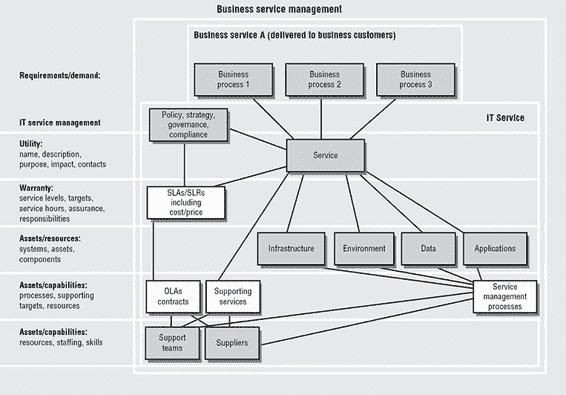 Business service management
Business service A (delivered to business customers)
Requirements/demand:
Business
process 1
Business
process 2
Business
process 3
IT service management
Policy, strategy,
governance,
compliance
IT Service
Utility:
name, description,
purpose, impact, contacts
Service
Warranty:
service levels, targets,
service hours, assurance,
responsibilities
SLAs/SLRs
including
cost/price
Assets/resources:
systems, assets,
components
Infrastructure
Environment
Data
Applications
Assets/capabilities:
processes, supporting
targets, resources
OLAs
contracts
Supporting
services
Service
management
processes
Assets/capabilities:
resources, staffing, skills
Support
teams
Suppliers